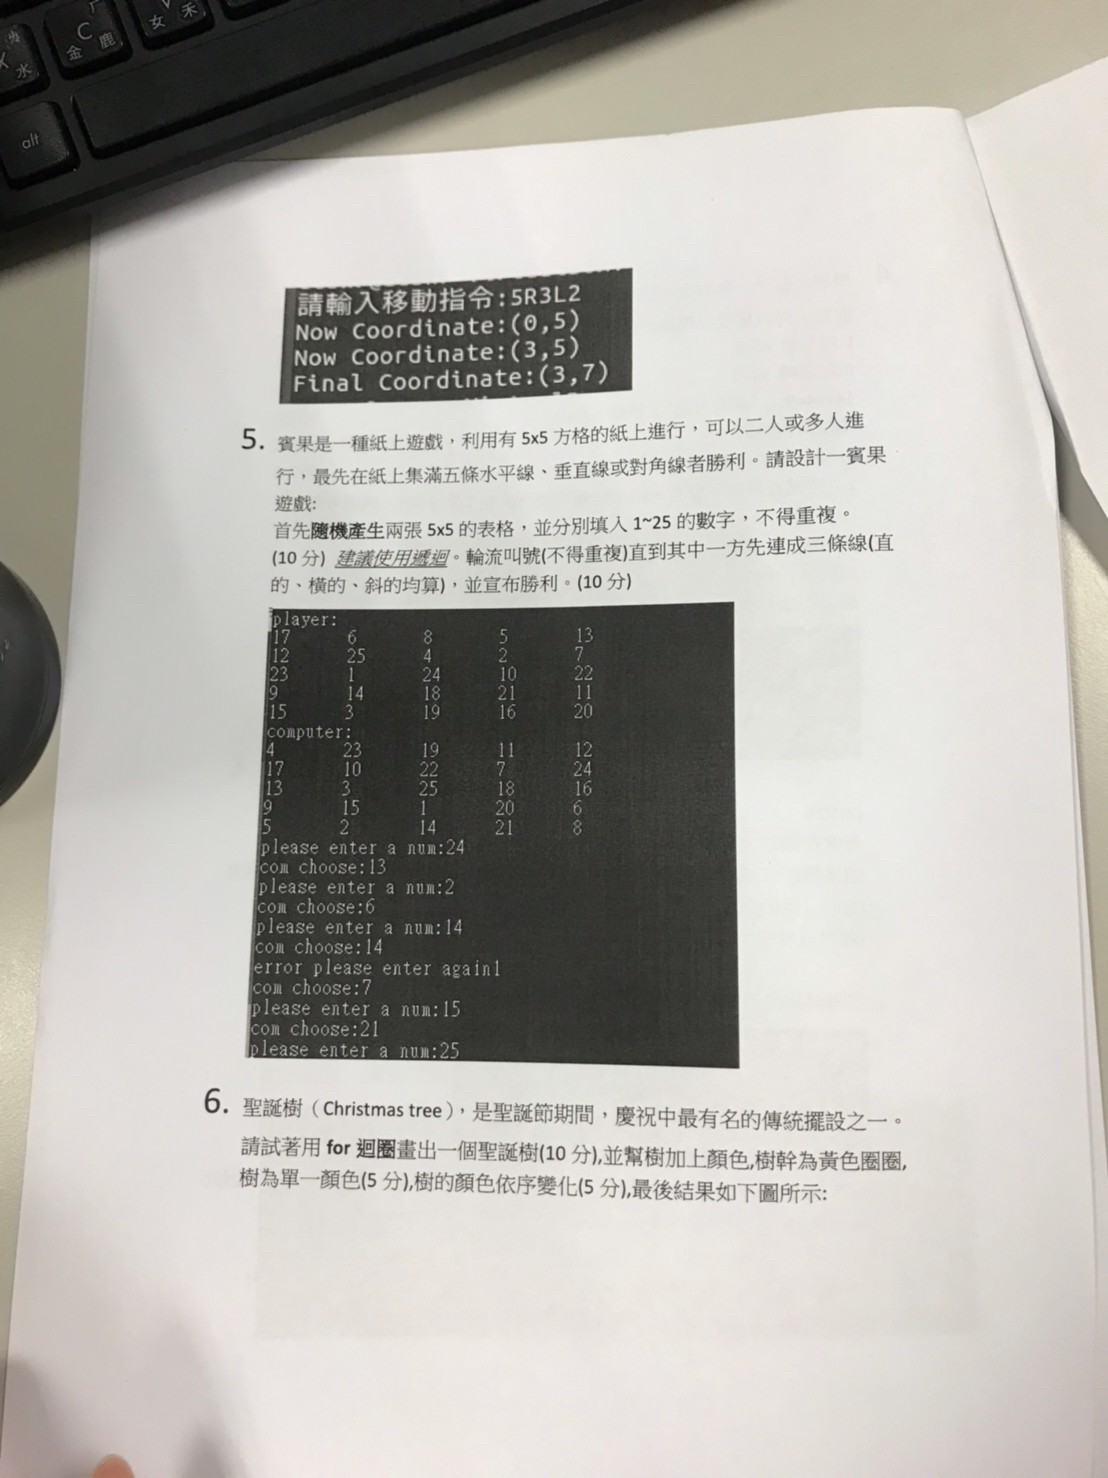 水
金
C
鹿
女
V
禾
alt
請輸入移動指令:5R3L2
Now Coordinate:(0,5)
Now Coordinate:(3,5)
Final Coordinate:(3,7)
5. 賓果是一種紙上遊戲，利用有 5x5 方格的紙上進行，可以二人或多人進
行，最先在紙上集滿五條水平線、垂直線或對角線者勝利。請設計一賓果
遊戲:
首先隨機產生兩張 5x5 的表格，並分別填入 1~25 的數字，不得重複。
(10 分) 建議使用遞迴。輪流叫號(不得重複)直到其中一方先連成三條線(直
的、橫的、斜的均算)，並宣布勝利。(10 分)
player:
17 6 8 5 13
12 25 4 2 7
23 1 24 10 22
9 14 18 21 11
15 3 19 16 20
computer:
4 23 19 11 12
17 10 22 7 24
13 3 25 18 16
9 15 1 20 6
5 2 14 21 8
please enter a num:24
com choose:13
please enter a num:2
com choose:6
please enter a num:14
com choose:14
error please enter again1
com choose:7
please enter a num:15
com choose:21
please enter a num:25
6. 聖誕樹（Christmas tree），是聖誕節期間，慶祝中最有名的傳統擺設之一。
請試著用 for 迴圈畫出一個聖誕樹(10 分),並幫樹加上顏色,樹幹為黃色圈圈,
樹為單一顏色(5 分),樹的顏色依序變化(5 分),最後結果如下圖所示: